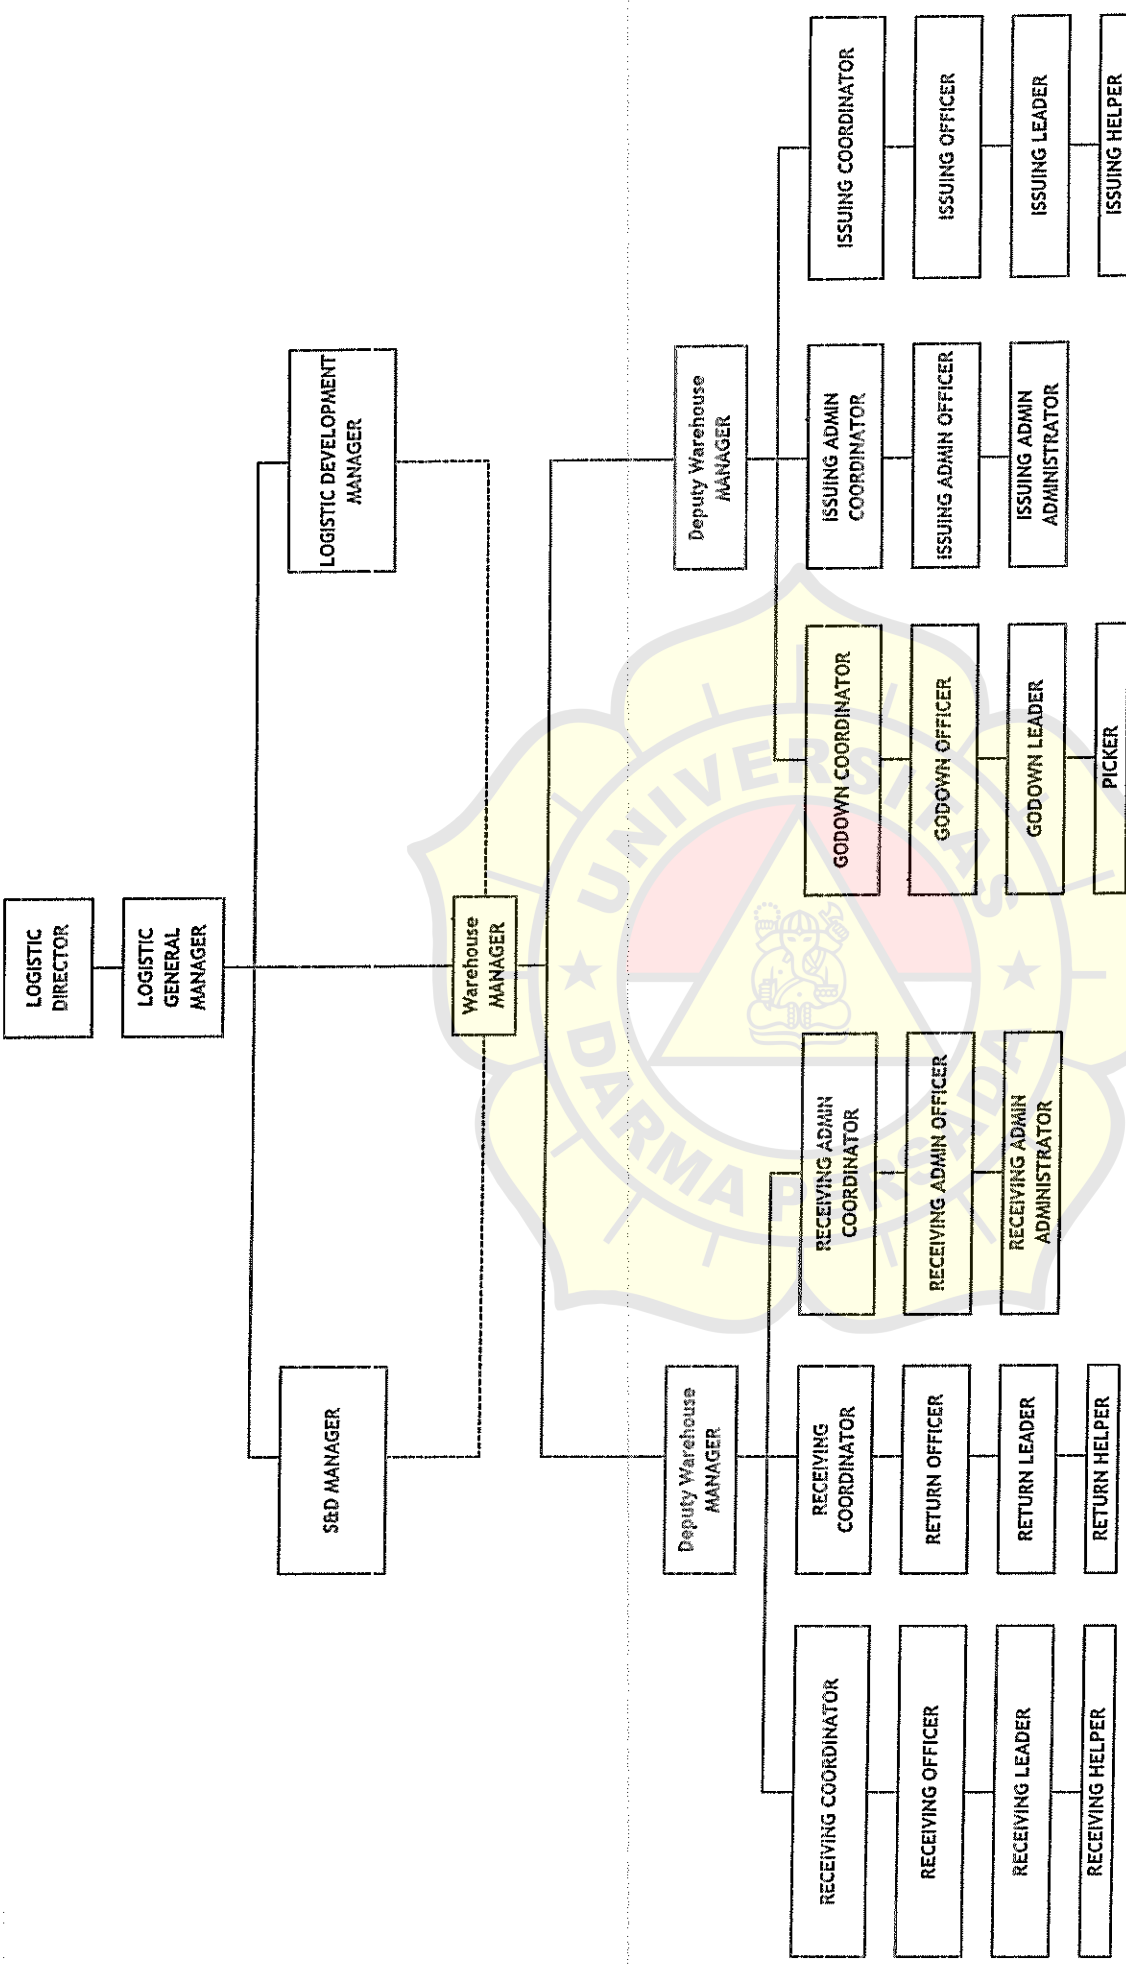 LOGISTIC
DIRECTOR
LOGISTIC
GENERAL
MANAGER
S&D MANAGER
LOGISTIC DEVELOPMENT
MANAGER
Warehouse
MANAGER
Deputy Warehouse
MANAGER
Deputy Warehouse
MANAGER
RECEIVING COORDINATOR
RECEIVING
COORDINATOR
RECEIVING ADMIN
COORDINATOR
GODOWN COORDINATOR
ISSUING ADMIN
COORDINATOR
ISSUING COORDINATOR
RECEIVING OFFICER
RETURN OFFICER
RECEIVING ADMIN OFFICER
GODOWN OFFICER
ISSUING ADMIN OFFICER
ISSUING OFFICER
RECEIVING LEADER
RETURN LEADER
RECEIVING ADMIN
ADMINISTRATOR
GODOWN LEADER
ISSUING ADMIN
ADMINISTRATOR
ISSUING LEADER
RECEIVING HELPER
RETURN HELPER
PICKER
ISSUING HELPER
UNIVERSITAS
DARMA PERSADA